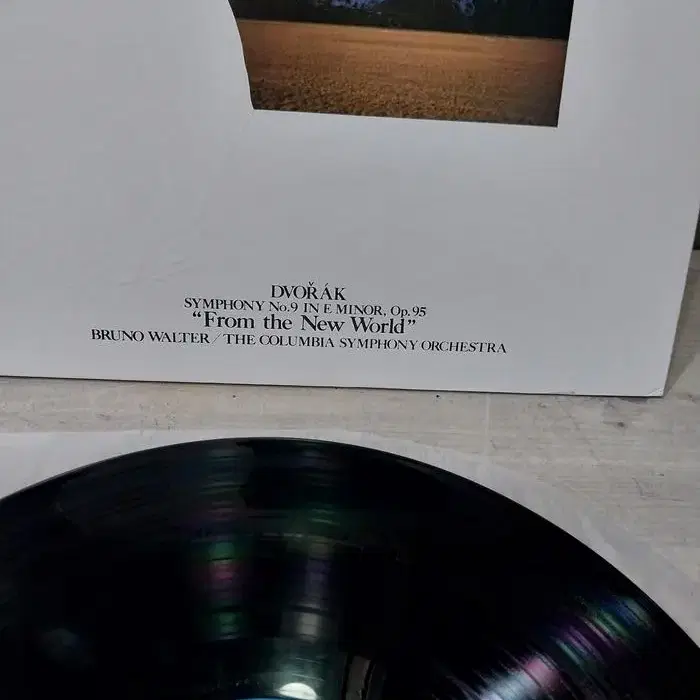 DVOŘÁK
SYMPHONY No.9 IN E MINOR, Op.95
“From the New World”
BRUNO WALTER / THE COLUMBIA SYMPHONY ORCHESTRA